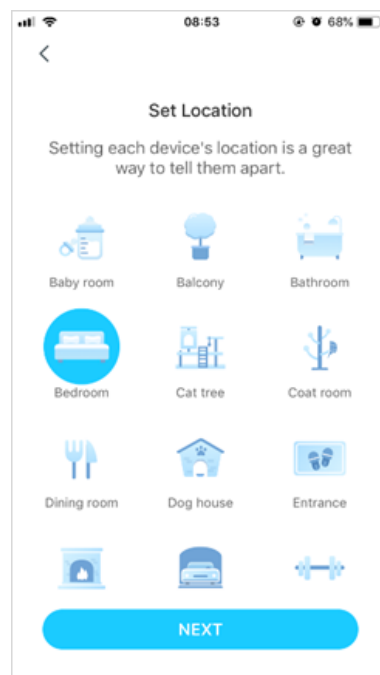 08:53
68%
Set Location
Setting each device's location is a great
way to tell them apart.
Baby room
Balcony
Bathroom
Bedroom
Cat tree
Coat room
Dining room
Dog house
Entrance
NEXT